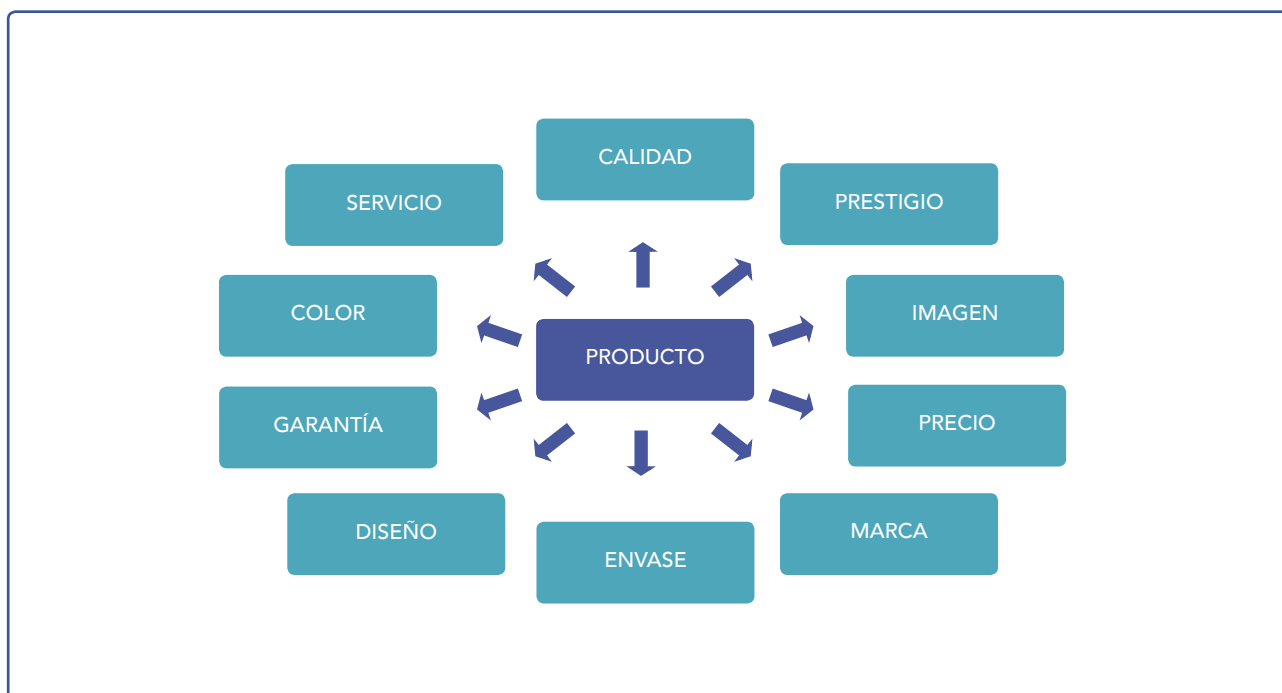 CALIDAD
SERVICIO
PRESTIGIO
COLOR
IMAGEN
PRODUCTO
GARANTÍA
PRECIO
DISEÑO
MARCA
ENVASE